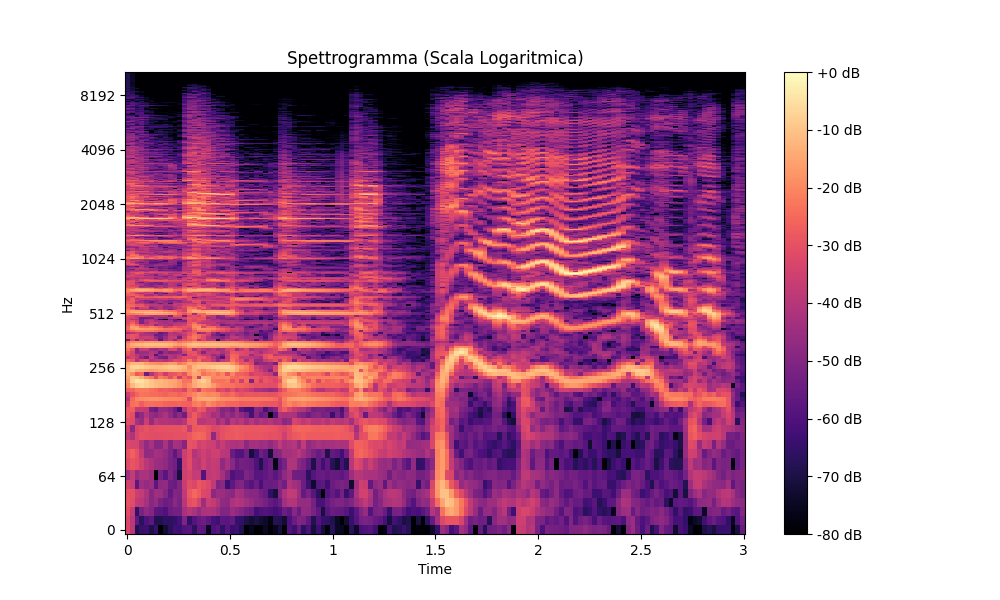 Spettrogramma (Scala Logaritmica)
Hz
8192
4096
2048
1024
512
256
128
64
0
0 0.5 1 1.5 2 2.5 3
Time
+0 dB
-10 dB
-20 dB
-30 dB
-40 dB
-50 dB
-60 dB
-70 dB
-80 dB